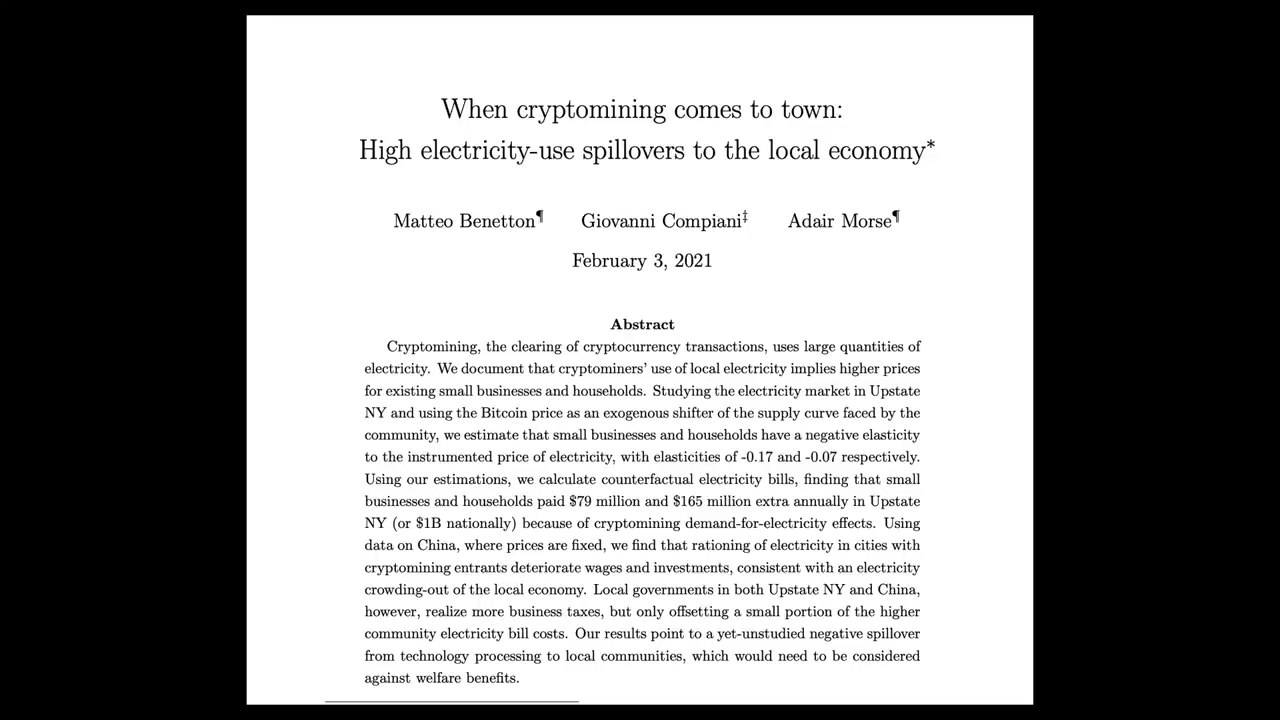 When cryptomining comes to town:
High electricity-use spillovers to the local economy*
Matteo Benetton¶ Giovanni Compiani‡ Adair Morse¶
February 3, 2021
Abstract
Cryptomining, the clearing of cryptocurrency transactions, uses large quantities of
electricity. We document that cryptominers' use of local electricity implies higher prices
for existing small businesses and households. Studying the electricity market in Upstate
NY and using the Bitcoin price as an exogenous shifter of the supply curve faced by the
community, we estimate that small businesses and households have a negative elasticity
to the instrumented price of electricity, with elasticities of -0.17 and -0.07 respectively.
Using our estimations, we calculate counterfactual electricity bills, finding that small
businesses and households paid $79 million and $165 million extra annually in Upstate
NY (or $1B nationally) because of cryptomining demand-for-electricity effects. Using
data on China, where prices are fixed, we find that rationing of electricity in cities with
cryptomining entrants deteriorate wages and investments, consistent with an electricity
crowding-out of the local economy. Local governments in both Upstate NY and China,
however, realize more business taxes, but only offsetting a small portion of the higher
community electricity bill costs. Our results point to a yet-unstudied negative spillover
from technology processing to local communities, which would need to be considered
against welfare benefits.